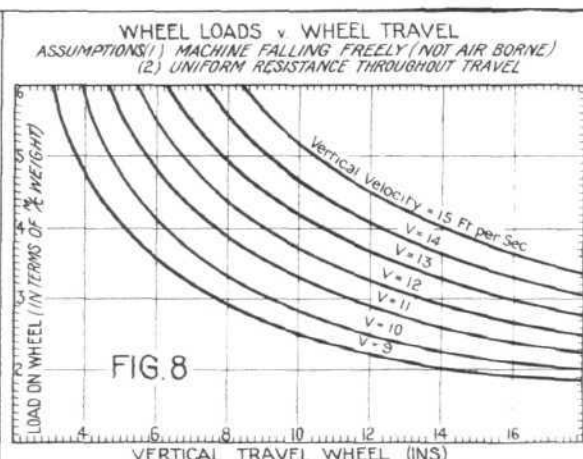 WHEEL LOADS v. WHEEL TRAVEL
ASSUMPTIONS(1) MACHINE FALLING FREELY (NOT AIR BORNE)
(2) UNIFORM RESISTANCE THROUGHOUT TRAVEL
LOAD ON WHEEL (IN TERMS OF M/C WEIGHT)
6
5
4
3
2
Vertical Velocity = 15 Ft per Sec
V = 14
V = 13
V = 12
V = 11
V = 10
V = 9
FIG. 8
4 6 8 10 12 14 16
VERTICAL TRAVEL WHEEL (INS)